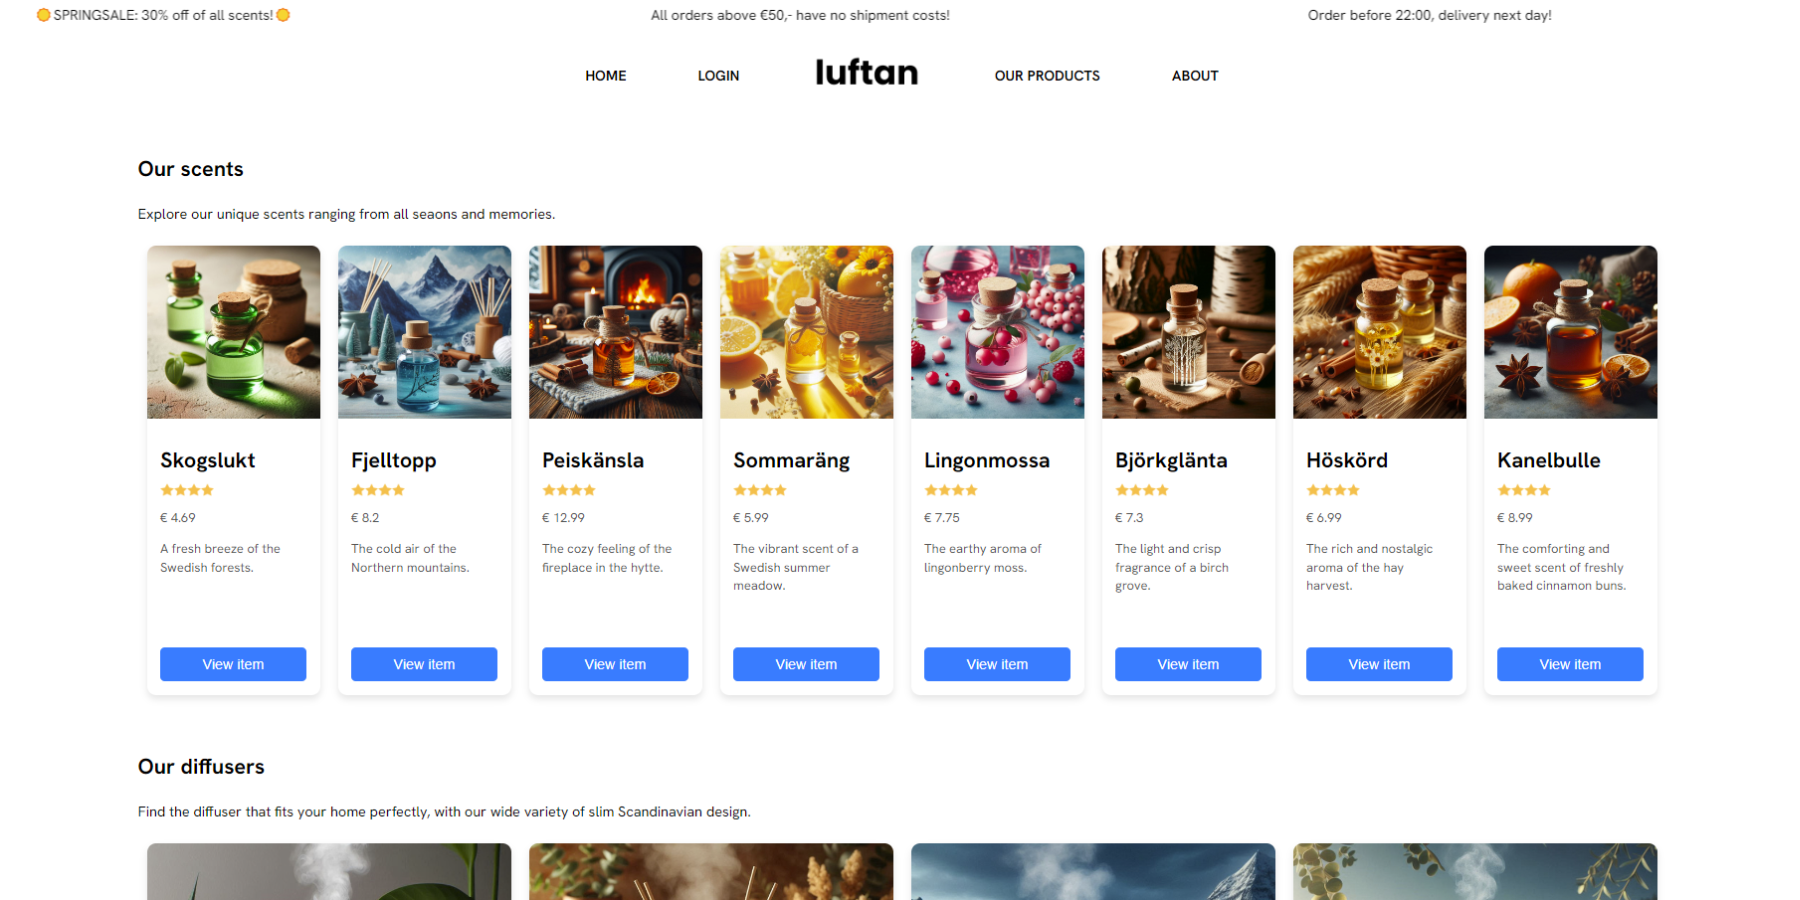 SPRINGSALE: 30% off of all scents!
All orders above €50,- have no shipment costs!
Order before 22:00, delivery next day!
HOME
LOGIN
luftan
OUR PRODUCTS
ABOUT
Our scents
Explore our unique scents ranging from all seaons and memories.
Skogslukt
€ 4.69
A fresh breeze of the
Swedish forests.
View item
Fjelltopp
€ 8.2
The cold air of the
Northern mountains.
View item
Peiskänsla
€ 12.99
The cozy feeling of the
fireplace in the hytte.
View item
Sommaräng
€ 5.99
The vibrant scent of a
Swedish summer
meadow.
View item
Lingonmossa
€ 7.75
The earthy aroma of
lingonberry moss.
View item
Björkglänta
€ 7.3
The light and crisp
fragrance of a birch
grove.
View item
Höskörd
€ 6.99
The rich and nostalgic
aroma of the hay
harvest.
View item
Kanelbulle
€ 8.99
The comforting and
sweet scent of freshly
baked cinnamon buns.
View item
Our diffusers
Find the diffuser that fits your home perfectly, with our wide variety of slim Scandinavian design.